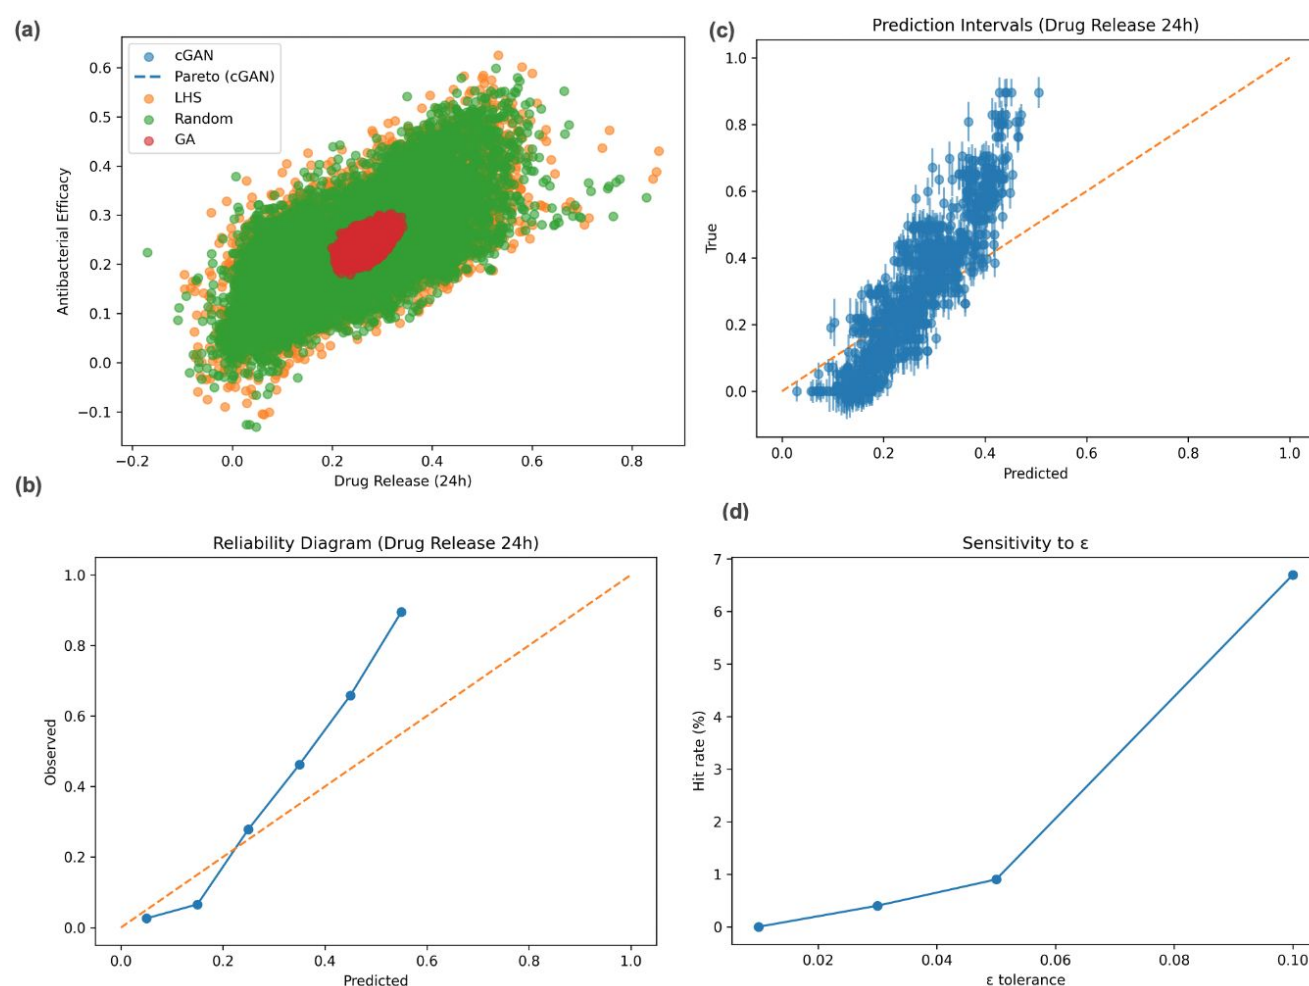 (a)
cGAN
Pareto (cGAN)
LHS
Random
GA
0.6
0.5
0.4
0.3
0.2
0.1
0.0
−0.1
Antibacterial Efficacy
−0.2
0.0
0.2
0.4
0.6
0.8
Drug Release (24h)
(c)
Prediction Intervals (Drug Release 24h)
1.0
0.8
0.6
0.4
0.2
0.0
True
0.0
0.2
0.4
0.6
0.8
1.0
Predicted
(b)
Reliability Diagram (Drug Release 24h)
1.0
0.8
0.6
0.4
0.2
0.0
Observed
0.0
0.2
0.4
0.6
0.8
1.0
Predicted
(d)
Sensitivity to ε
7
6
5
4
3
2
1
0
Hit rate (%)
0.02
0.04
0.06
0.08
0.10
ε tolerance